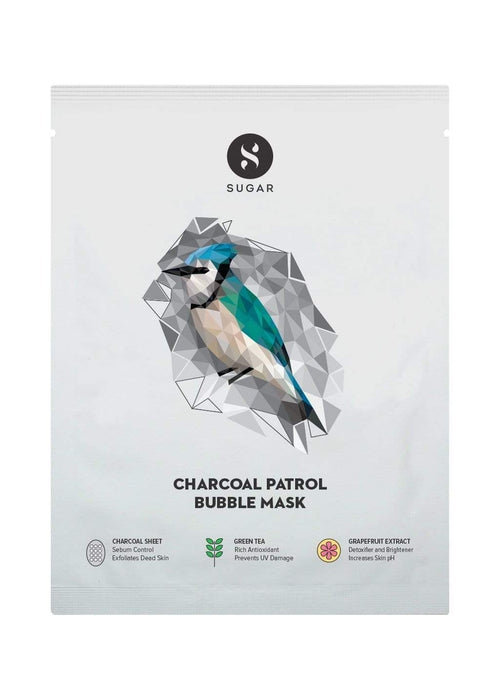 SUGAR
CHARCOAL PATROL
BUBBLE MASK
CHARCOAL SHEET
Sebum Control
Exfoliates Dead Skin
GREEN TEA
Rich Antioxidant
Prevents UV Damage
GRAPEFRUIT EXTRACT
Detoxifier and Brightener
Increases Skin pH